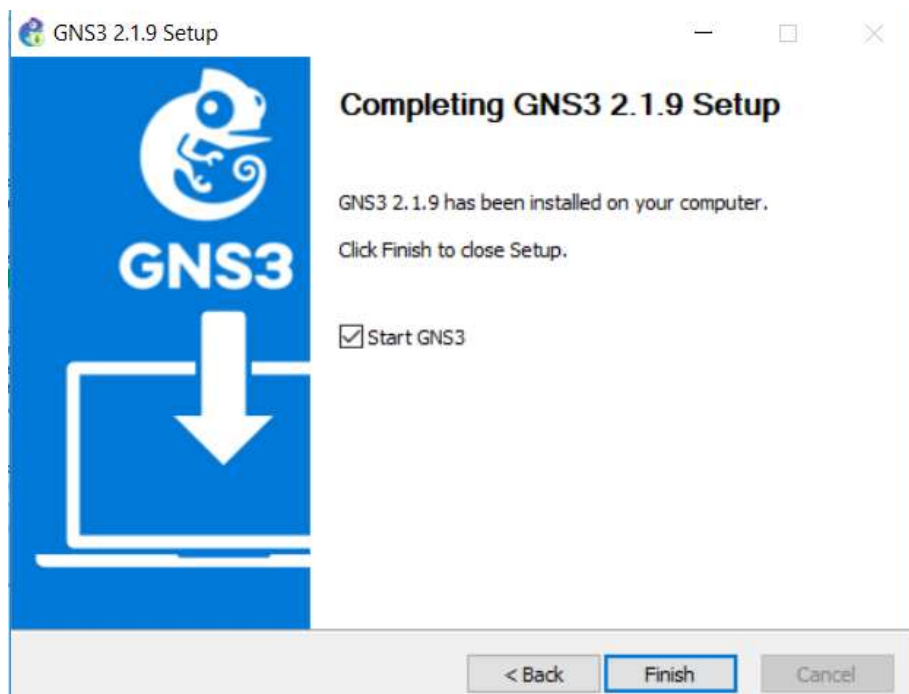 GNS3 2.1.9 Setup
GNS3
Completing GNS3 2.1.9 Setup
GNS3 2.1.9 has been installed on your computer.
Click Finish to close Setup.
Start GNS3
< Back
Finish
Cancel